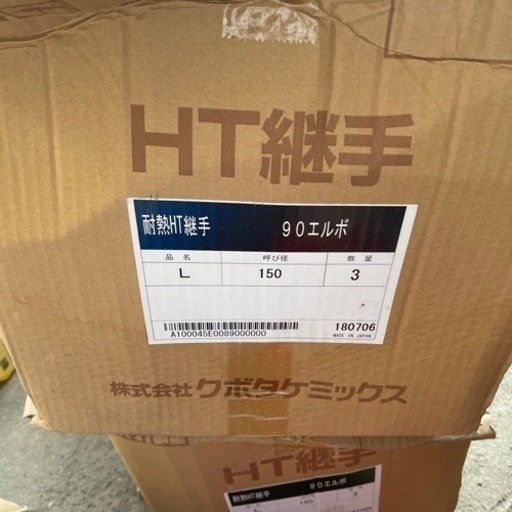 HT継手
耐熱HT継手 90エルボ
品名 呼び径 数量
L 150 3
A100045E0089000000 180706
MADE IN JAPAN
株式会社クボタケミックス
HT継手
耐熱HT継手 90エルボ
L 150 3